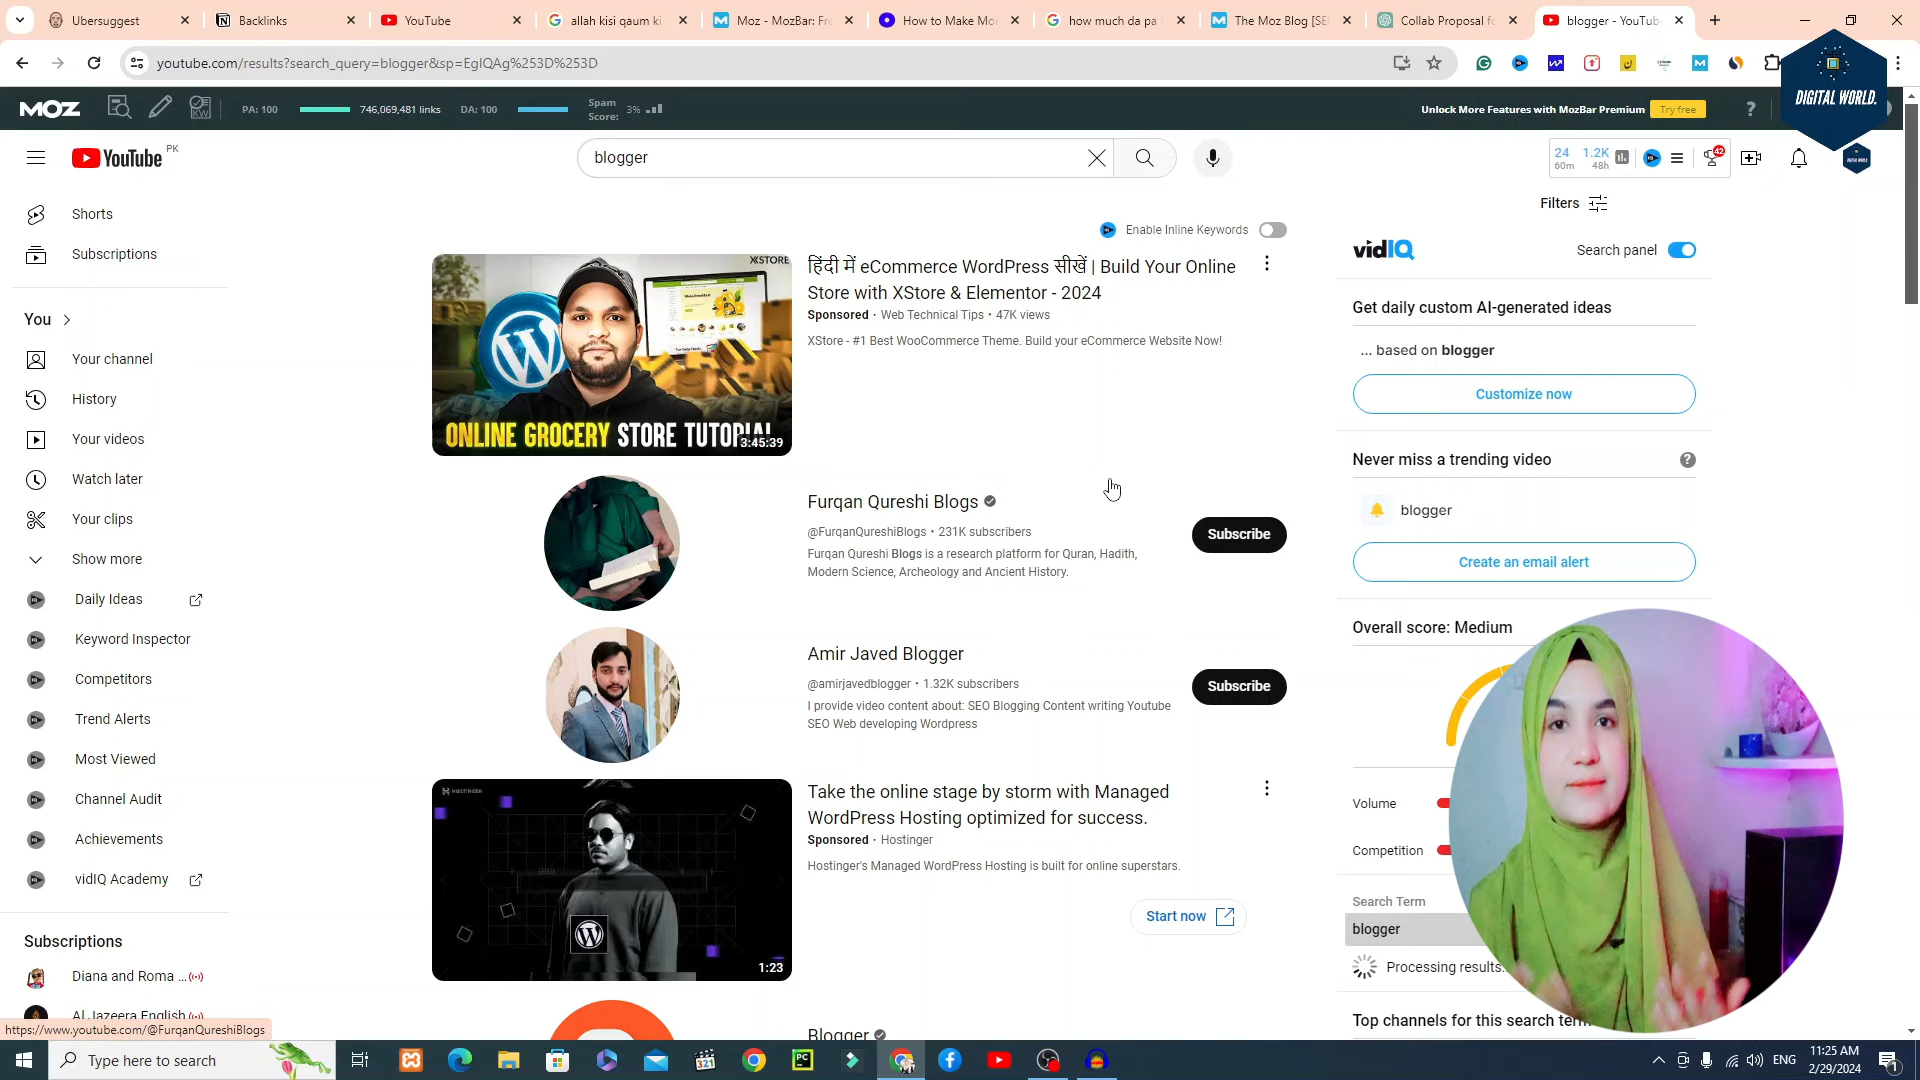 Ubersuggest
Backlinks
YouTube
allah kisi qaum ki
Moz - MozBar: Fre
How to Make Mo
how much da pa
The Moz Blog [SE
Collab Proposal fo
blogger - YouTub
youtube.com/results?search_query=blogger&sp=EgIQAg%253D%253D
MOZ
KW
PA: 100
746,069,481 links
DA: 100
Spam Score: 3%
Unlock More Features with MozBar Premium
Try free
?
DIGITAL WORLD.
YouTube PK
blogger
24 60m
1.2K 48h
42
Filters
Shorts
Subscriptions
You
Your channel
History
Your videos
Watch later
Your clips
Show more
Daily Ideas
Keyword Inspector
Competitors
Trend Alerts
Most Viewed
Channel Audit
Achievements
vidIQ Academy
Subscriptions
Diana and Roma ...
Al Jazeera English
https://www.youtube.com/@FurqanQureshiBlogs
Enable Inline Keywords
XSTORE
ONLINE GROCERY STORE TUTORIAL
3:45:39
हिंदी में eCommerce WordPress सीखें | Build Your Online
Store with XStore & Elementor - 2024
Sponsored · Web Technical Tips • 47K views
XStore - #1 Best WooCommerce Theme. Build your eCommerce Website Now!
Furqan Qureshi Blogs
@FurqanQureshiBlogs • 231K subscribers
Furqan Qureshi Blogs is a research platform for Quran, Hadith,
Modern Science, Archeology and Ancient History.
Subscribe
Amir Javed Blogger
@amirjavedblogger • 1.32K subscribers
I provide video content about: SEO Blogging Content writing Youtube
SEO Web developing Wordpress
Subscribe
HOSTINGER
1:23
Take the online stage by storm with Managed
WordPress Hosting optimized for success.
Sponsored · Hostinger
Hostinger's Managed WordPress Hosting is built for online superstars.
Start now
Blogger
vidIQ
Search panel
Get daily custom AI-generated ideas
... based on blogger
Customize now
Never miss a trending video
?
blogger
Create an email alert
Overall score: Medium
Volume
Competition
Search Term
blogger
Processing results..
Top channels for this search term
Type here to search
321
PC
ENG
11:25 AM
2/29/2024
1